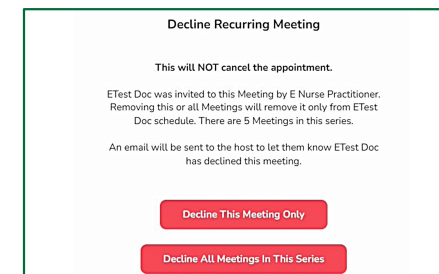 Decline Recurring Meeting
This will NOT cancel the appointment.
ETest Doc was invited to this Meeting by E Nurse Practitioner.
Removing this or all Meetings will remove it only from ETest
Doc schedule. There are 5 Meetings in this series.
An email will be sent to the host to let them know ETest Doc
has declined this meeting.
Decline This Meeting Only
Decline All Meetings In This Series